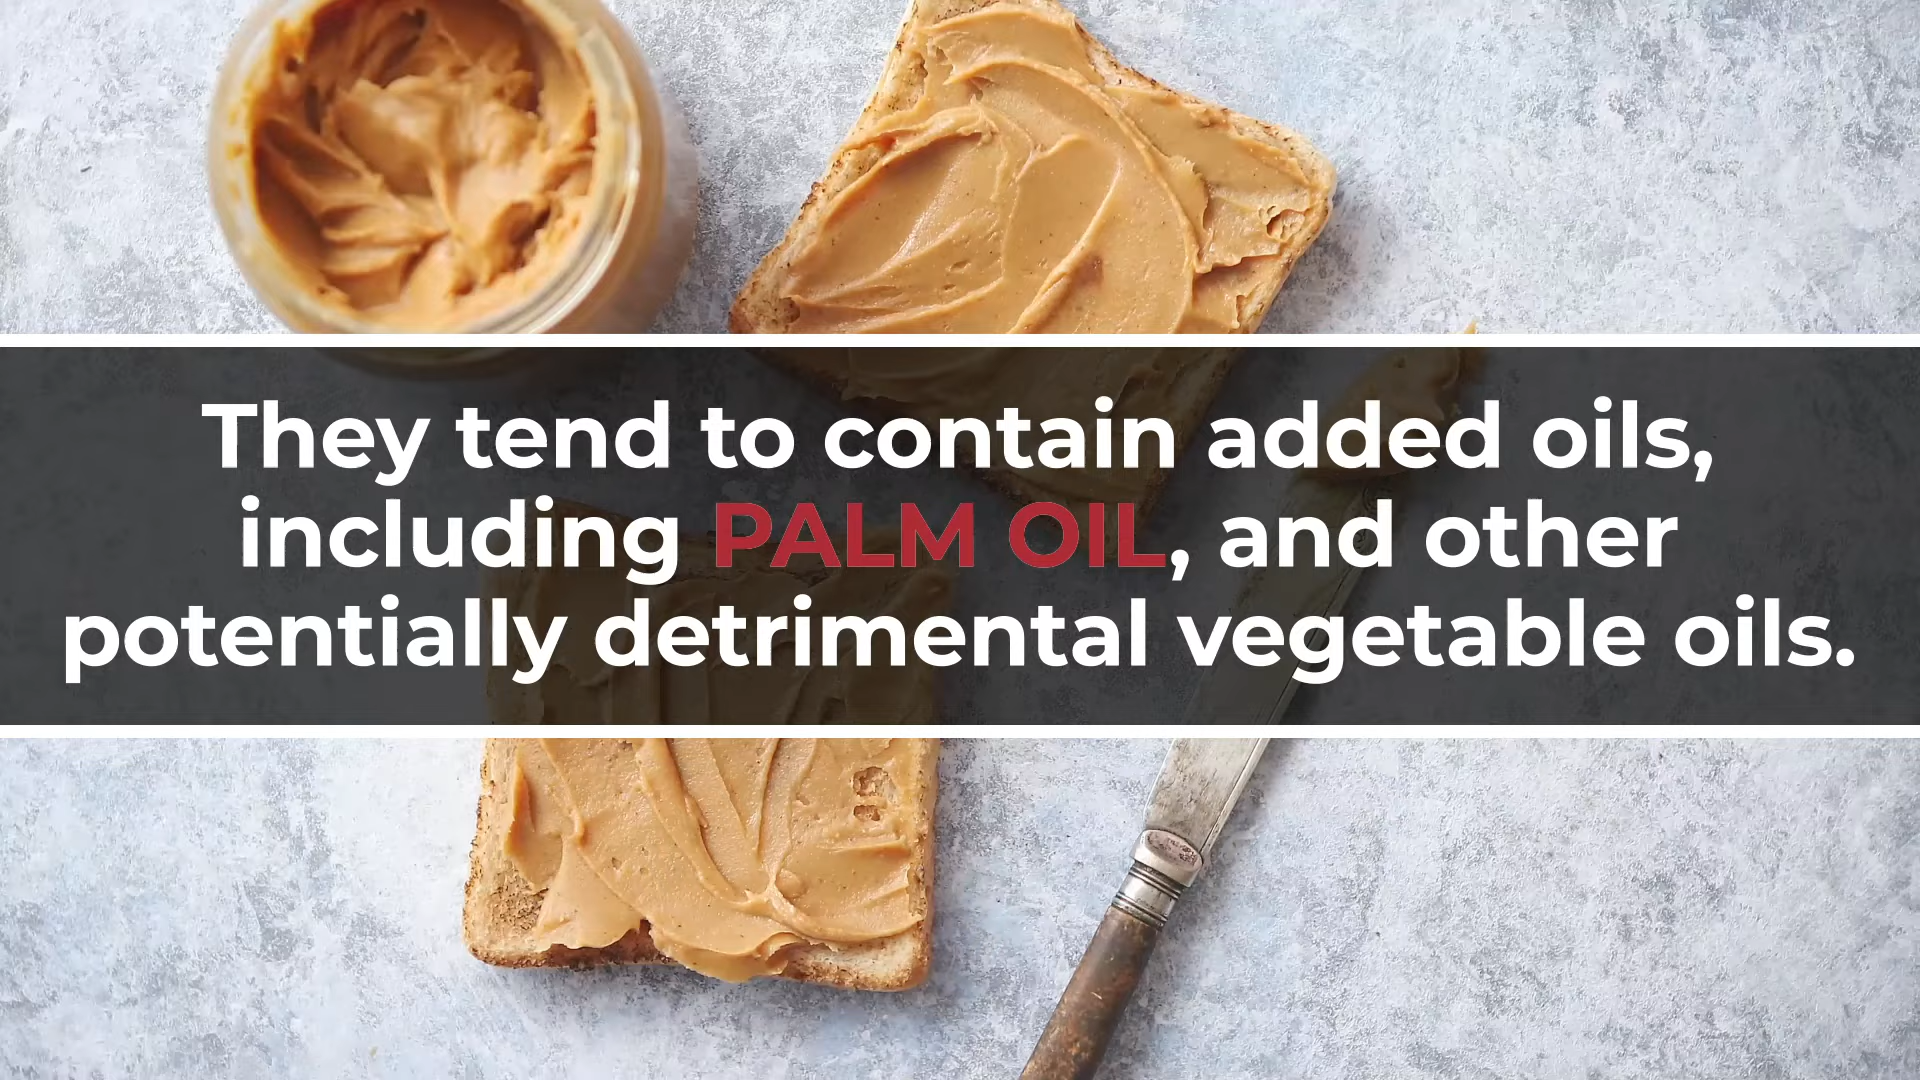 They tend to contain added oils,
including PALM OIL, and other
potentially detrimental vegetable oils.